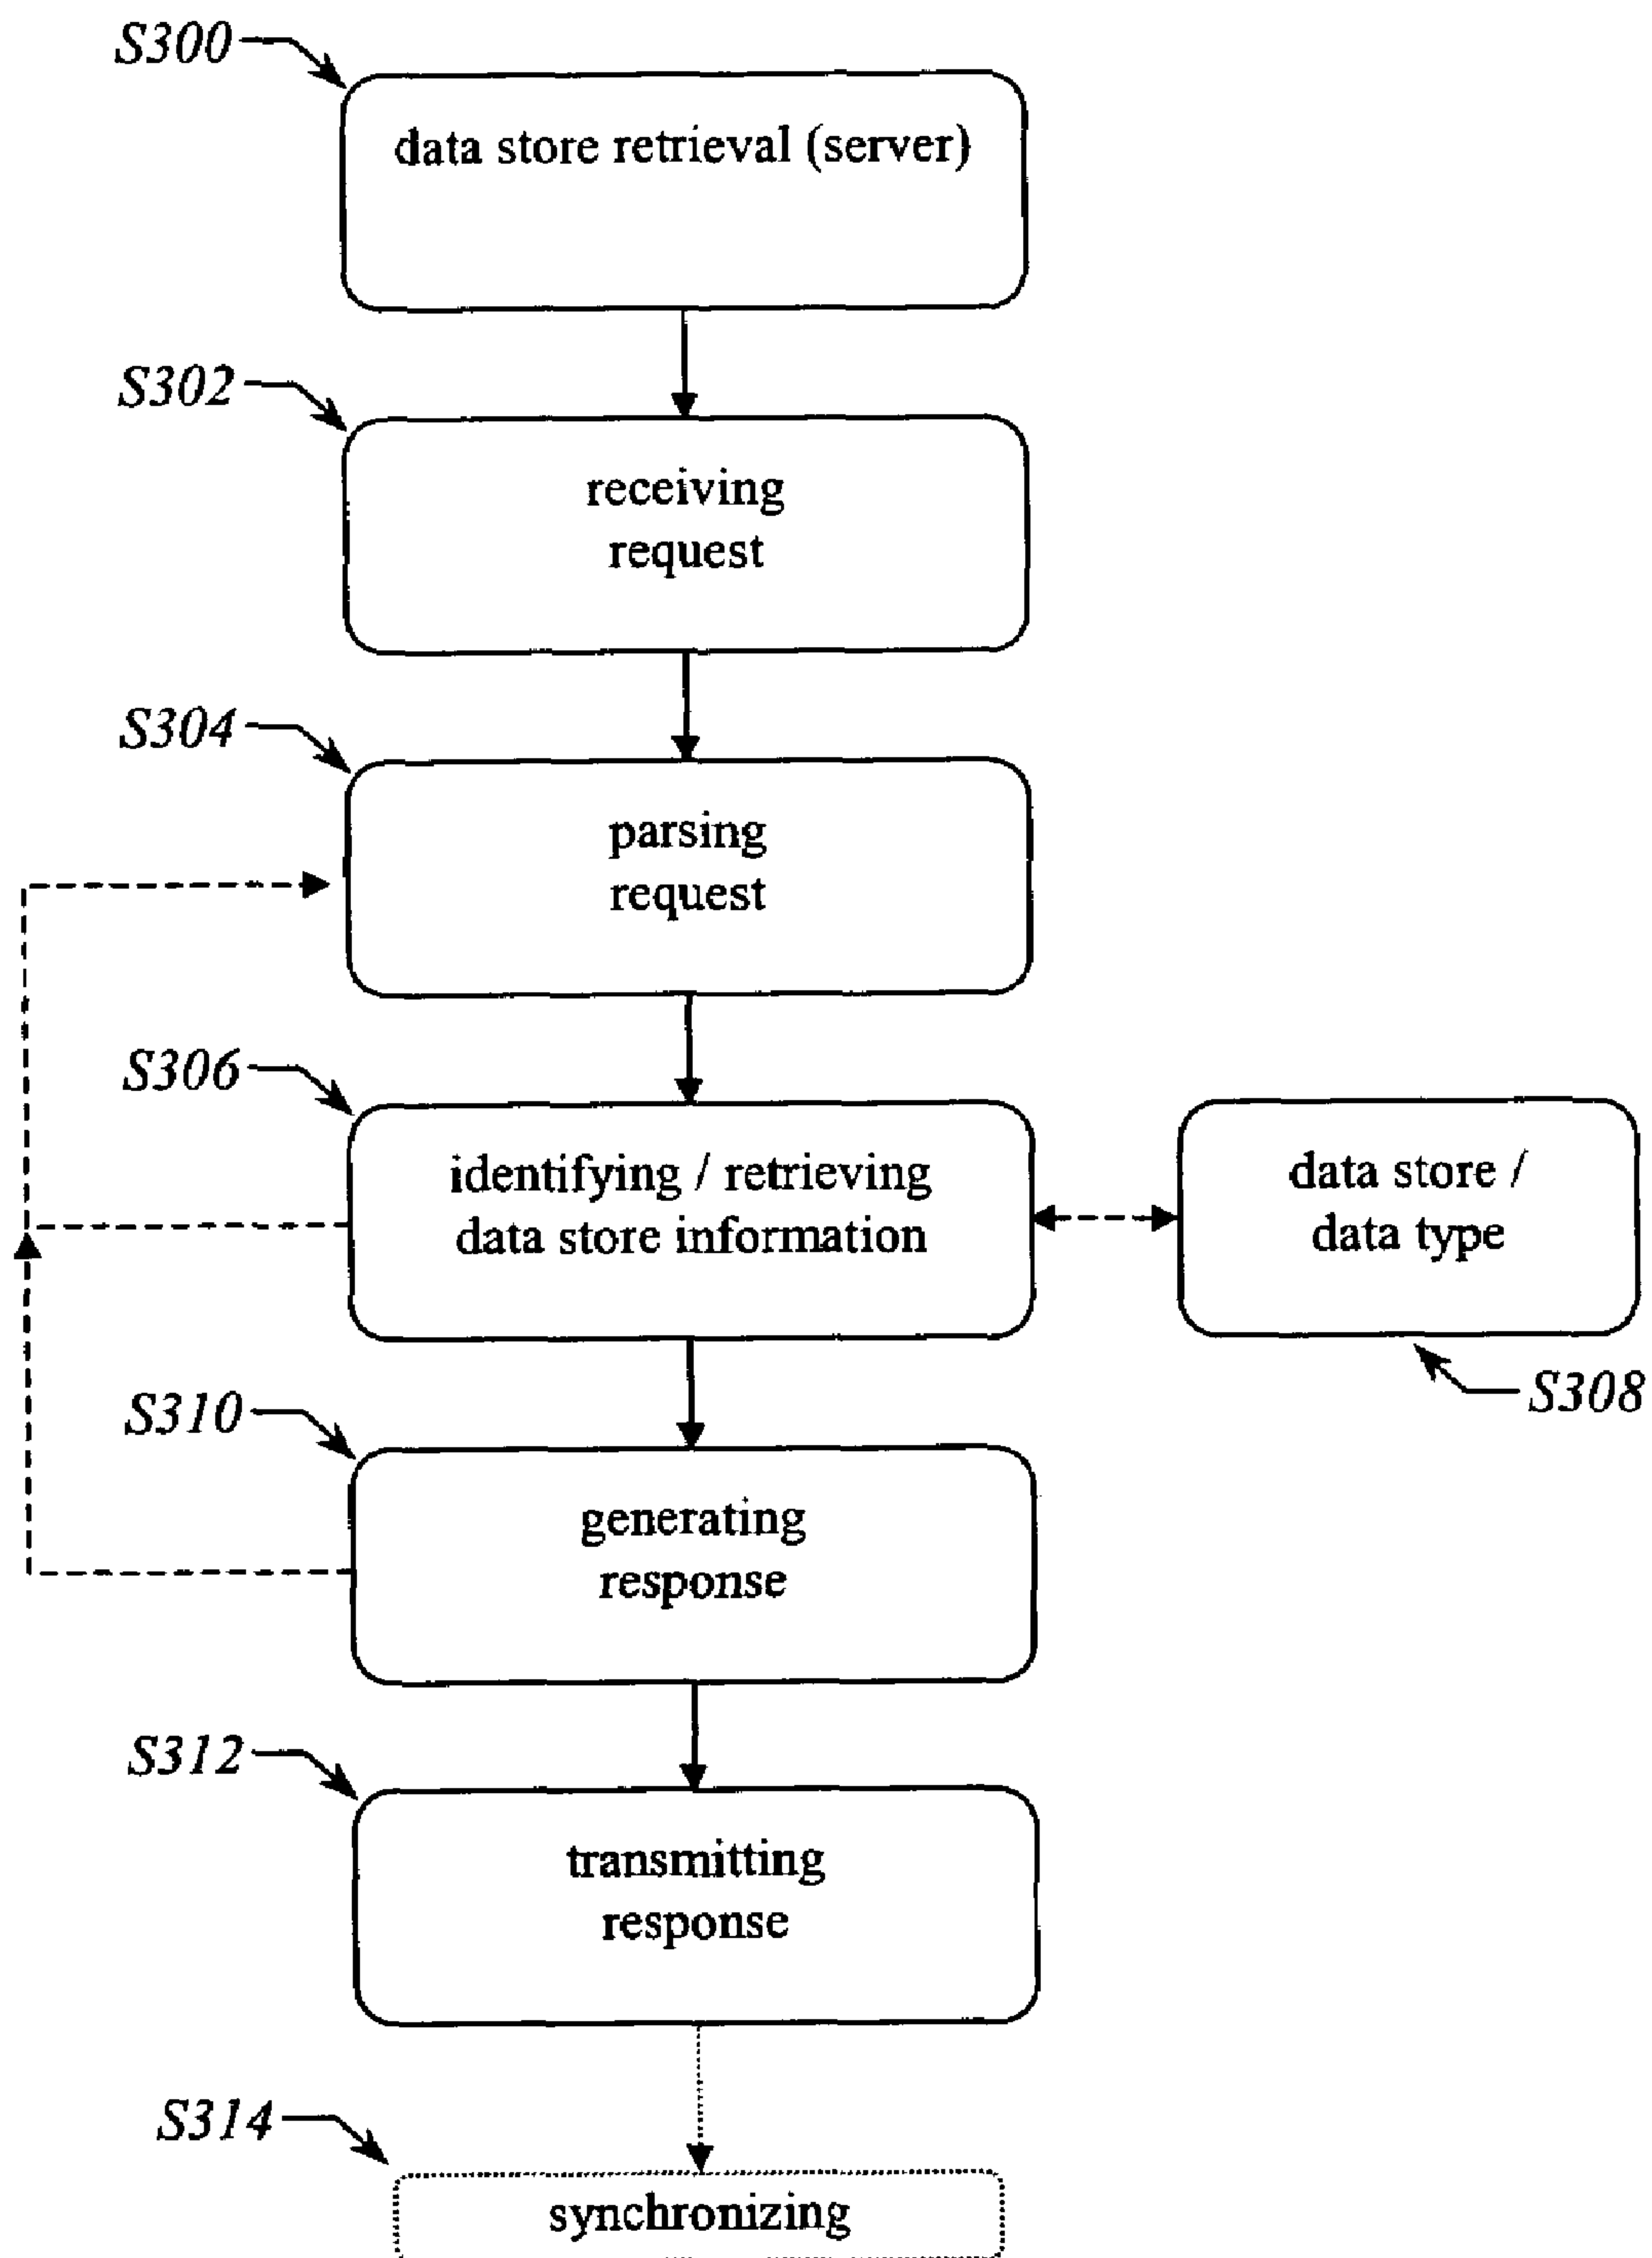 S300
data store retrieval (server)
S302
receiving
request
S304
parsing
request
S306
identifying / retrieving
data store information
data store /
data type
S308
S310
generating
response
S312
transmitting
response
S314
synchronizing